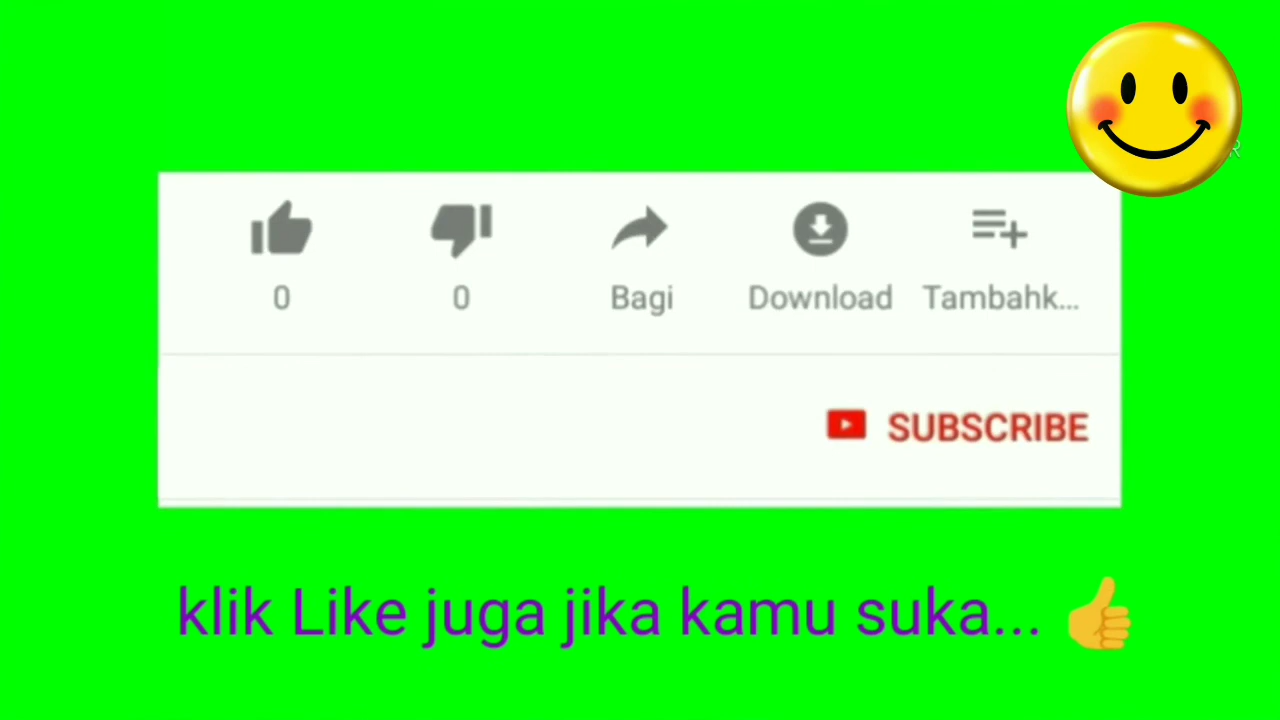 0 0 Bagi Download Tambahk...
SUBSCRIBE
klik Like juga jika kamu suka... 👍